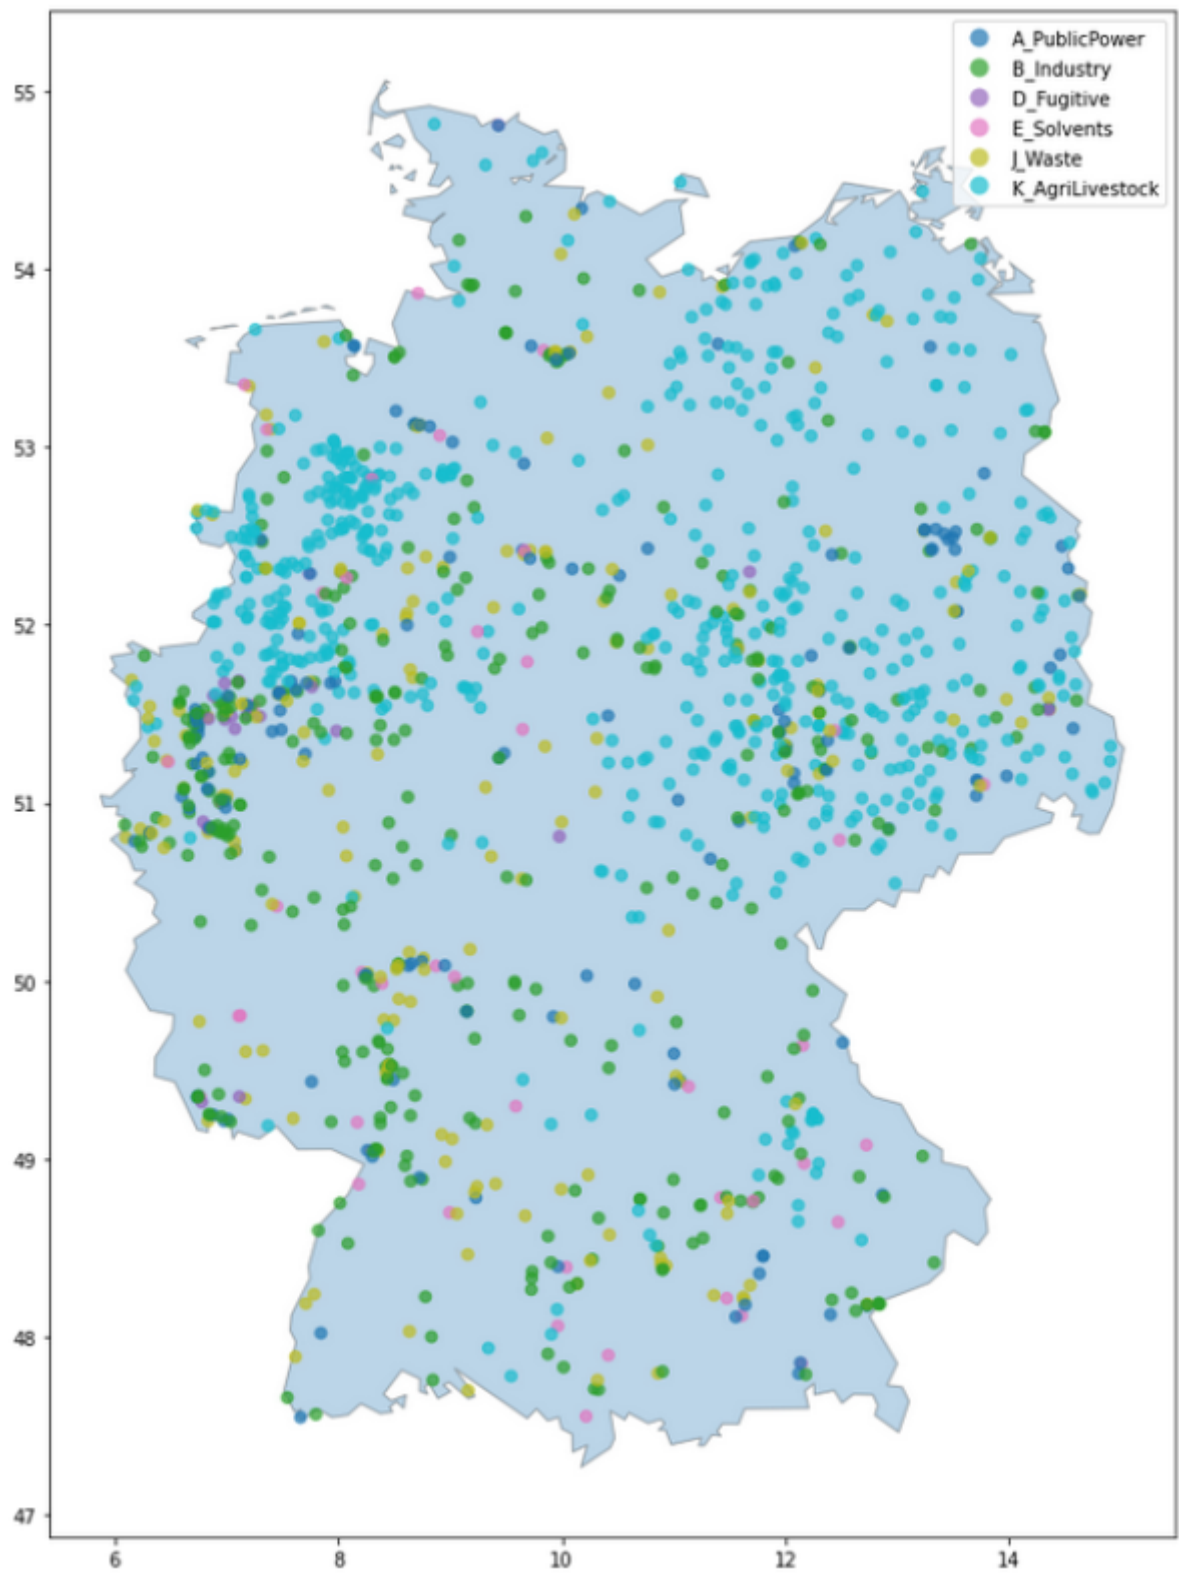 A_PublicPower
B_Industry
D_Fugitive
E_Solvents
J_Waste
K_AgriLivestock
55
54
53
52
51
50
49
48
47
6 8 10 12 14